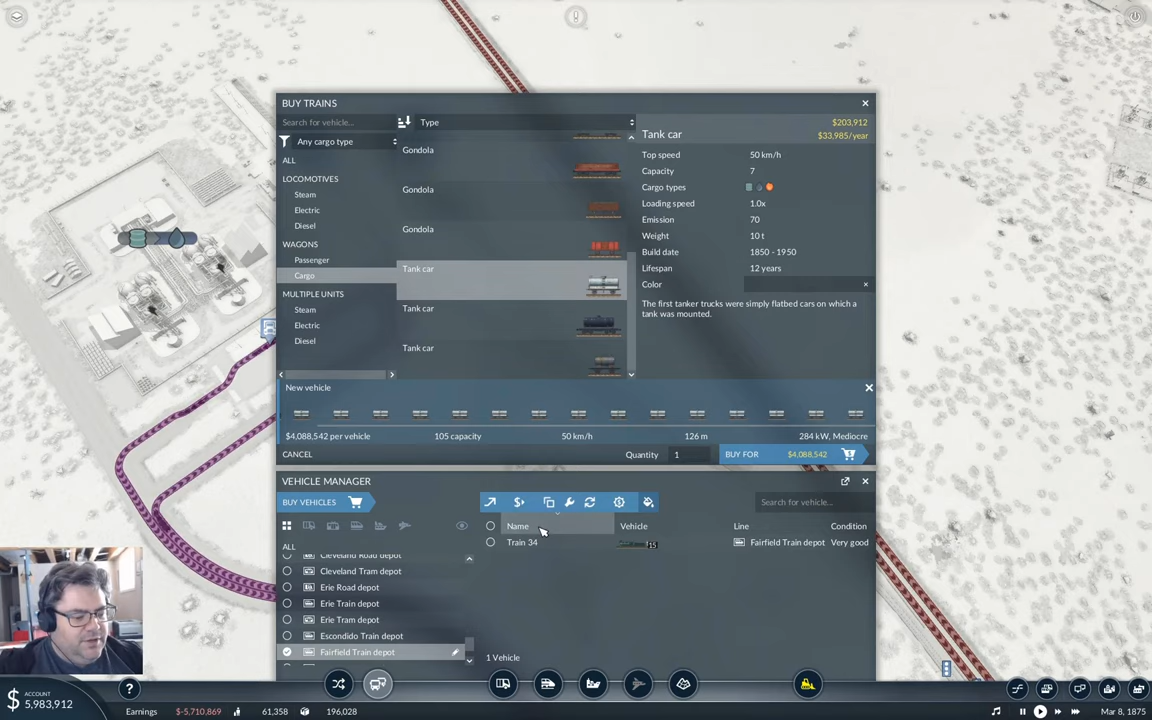 BUY TRAINS
Search for vehicle...
Type
Any cargo type
ALL
LOCOMOTIVES
Steam
Electric
Diesel
WAGONS
Passenger
Cargo
MULTIPLE UNITS
Steam
Electric
Diesel
Gondola
Gondola
Gondola
Tank car
Tank car
Tank car
$203,912
Tank car
$33,985/year
Top speed 50 km/h
Capacity 7
Cargo types
Loading speed 1.0x
Emission 70
Weight 10 t
Build date 1850 - 1950
Lifespan 12 years
Color
The first tanker trucks were simply flatbed cars on which a
tank was mounted.
New vehicle
$4,088,542 per vehicle 105 capacity 50 km/h 126 m 284 kW, Mediocre
CANCEL Quantity 1 BUY FOR $4,088,542
VEHICLE MANAGER
BUY VEHICLES
Search for vehicle...
ALL
Cleveland Road depot
Cleveland Tram depot
Erie Road depot
Erie Train depot
Erie Tram depot
Escondido Train depot
Fairfield Train depot
Name Vehicle Line Condition
Train 34 15 Fairfield Train depot Very good
1 Vehicle
$ ACCOUNT
5,983,912
?
Earnings $-5,710,869 61,358 196,028
Mar 8, 1875